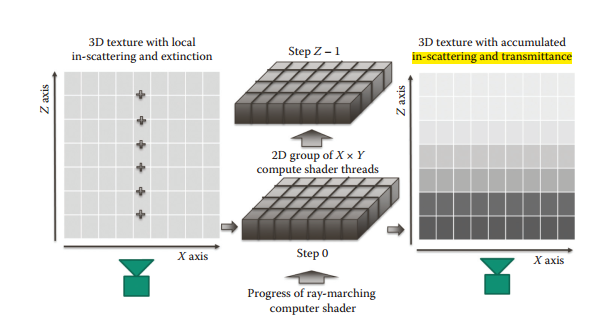 3D texture with local
in-scattering and extinction
Z axis
X axis
Step Z – 1
2D group of X × Y
compute shader threads
Step 0
Progress of ray-marching
computer shader
3D texture with accumulated
in-scattering and transmittance
Z axis
X axis